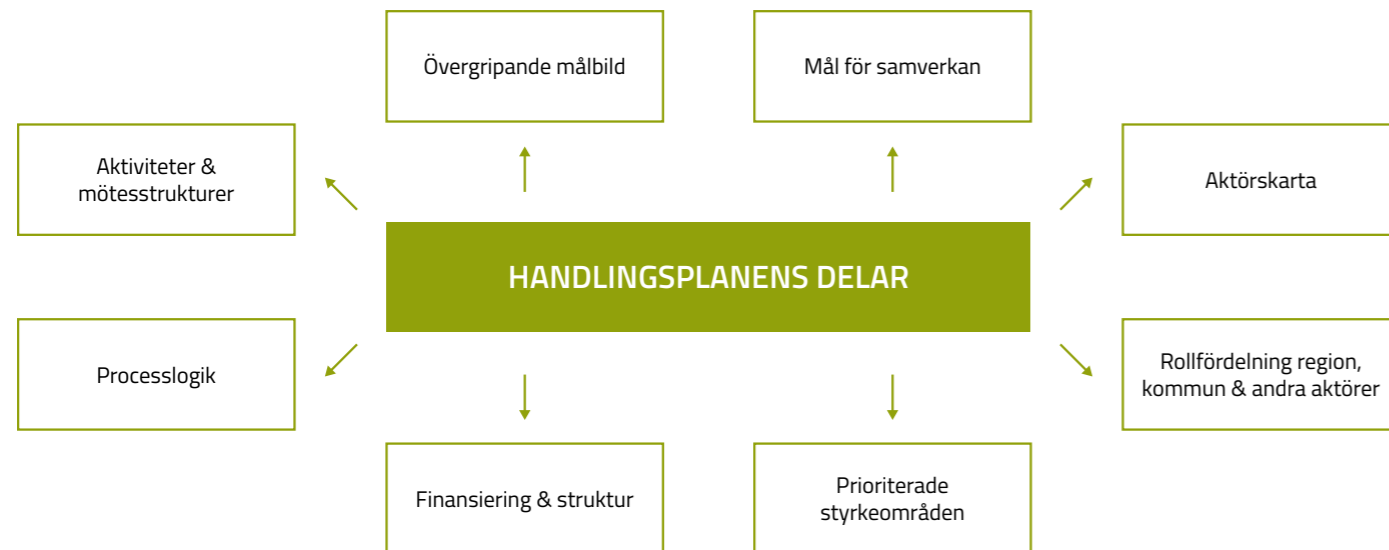 Övergripande målbild
Mål för samverkan
Aktiviteter &
mötesstrukturer
Aktörskarta
HANDLINGSPLANENS DELAR
Processlogik
Rollfördelning region,
kommun & andra aktörer
Finansiering & struktur
Prioriterade
styrkeområden